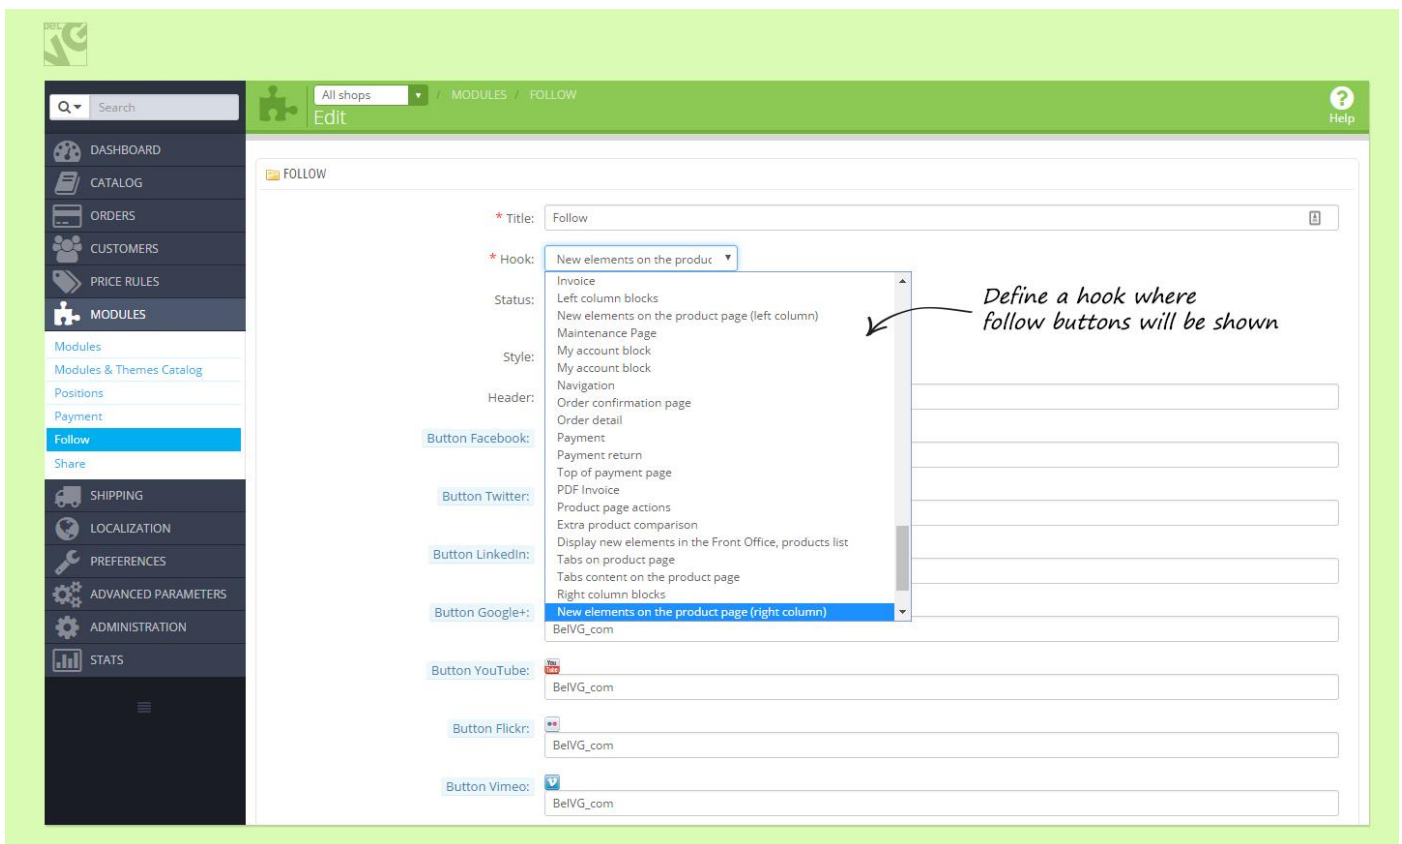 BelVG
Search
All shops / MODULES / FOLLOW
Edit
Help
DASHBOARD
CATALOG
ORDERS
CUSTOMERS
PRICE RULES
MODULES
Modules
Modules & Themes Catalog
Positions
Payment
Follow
Share
SHIPPING
LOCALIZATION
PREFERENCES
ADVANCED PARAMETERS
ADMINISTRATION
STATS
FOLLOW
* Title: Follow
* Hook: New elements on the produc
Status:
Style:
Header:
Button Facebook:
Button Twitter:
Button LinkedIn:
Button Google+:
BelVG_com
Button YouTube:
You
Tube
BelVG_com
Button Flickr:
BelVG_com
Button Vimeo:
BelVG_com
Invoice
Left column blocks
New elements on the product page (left column)
Maintenance Page
My account block
My account block
Navigation
Order confirmation page
Order detail
Payment
Payment return
Top of payment page
PDF Invoice
Product page actions
Extra product comparison
Display new elements in the Front Office, products list
Tabs on product page
Tabs content on the product page
Right column blocks
New elements on the product page (right column)
Define a hook where
follow buttons will be shown